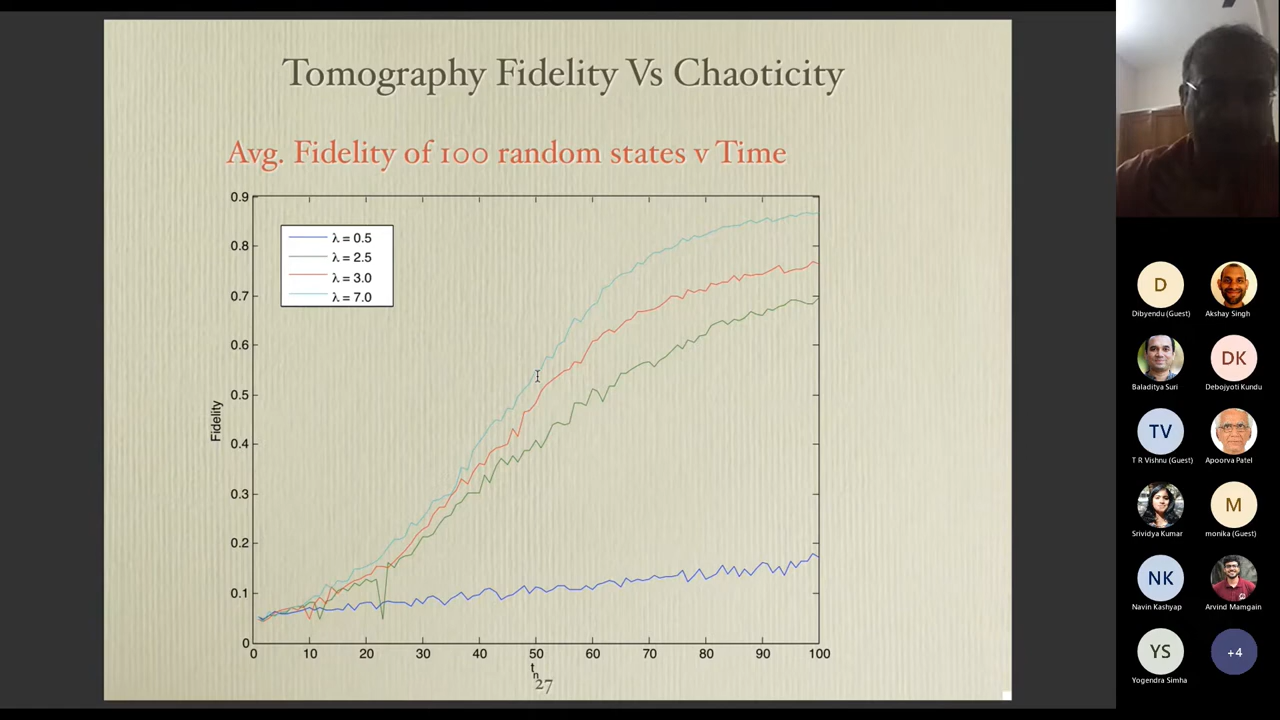 Tomography Fidelity Vs Chaoticity
Avg. Fidelity of 100 random states v Time
0.9
0.8
0.7
0.6
0.5
0.4
0.3
0.2
0.1
0
Fidelity
λ = 0.5
λ = 2.5
λ = 3.0
λ = 7.0
0 10 20 30 40 50 60 70 80 90 100
tn
27
D
Dibyendu (Guest)
Akshay Singh
Baladitya Suri
DK
Debojyoti Kundu
TV
T R Vishnu (Guest)
Apoorva Patel
Srividya Kumar
M
monika (Guest)
NK
Navin Kashyap
Arvind Mamgain
YS
Yogendra Simha
+4